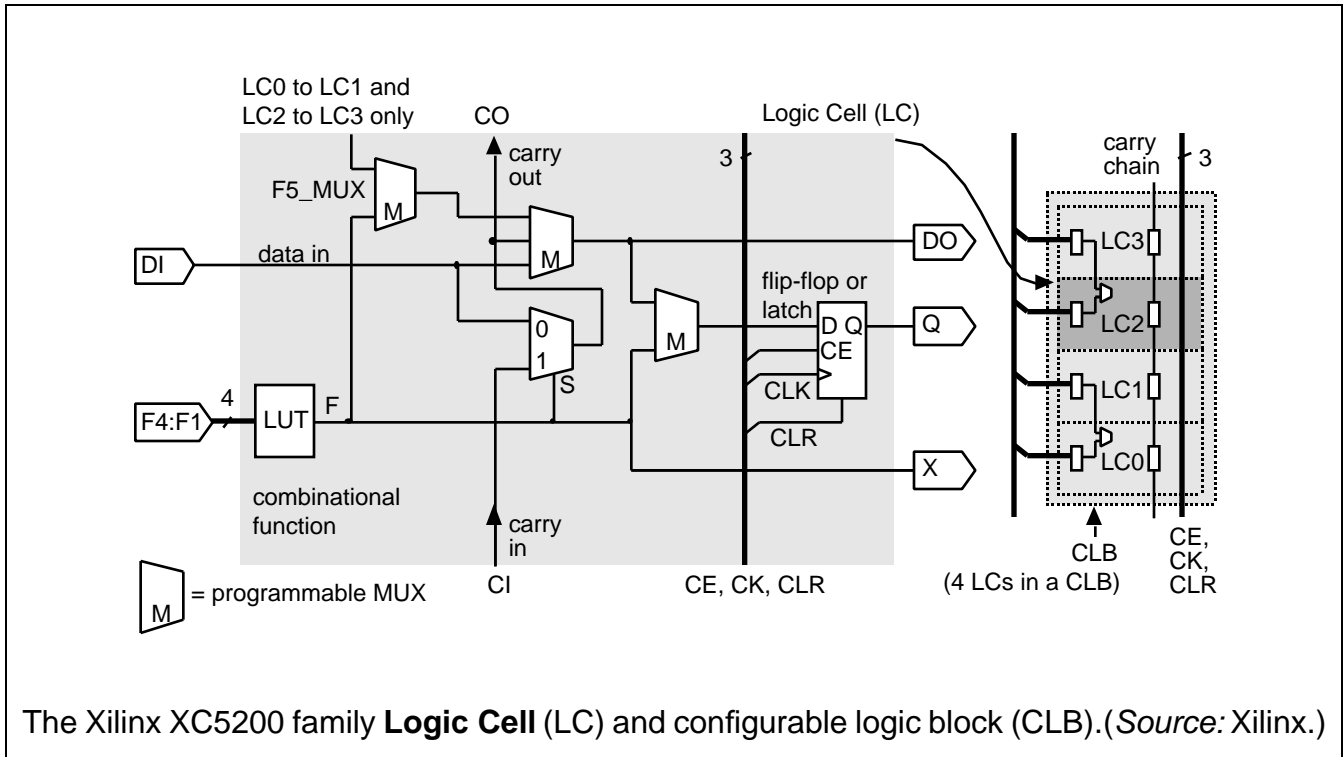 LC0 to LC1 and
LC2 to LC3 only
CO
carry
out
F5_MUX
M
M
DI
data in
0
1
S
M
F4:F1
4
LUT
F
combinational
function
carry
in
CI
M
= programmable MUX
3
Logic Cell (LC)
DO
flip-flop or
latch
D Q
CE
CLK
CLR
Q
X
CE, CK, CLR
carry
chain
3
LC3
LC2
LC1
LC0
CLB
(4 LCs in a CLB)
CE,
CK,
CLR
The Xilinx XC5200 family Logic Cell (LC) and configurable logic block (CLB).(Source: Xilinx.)